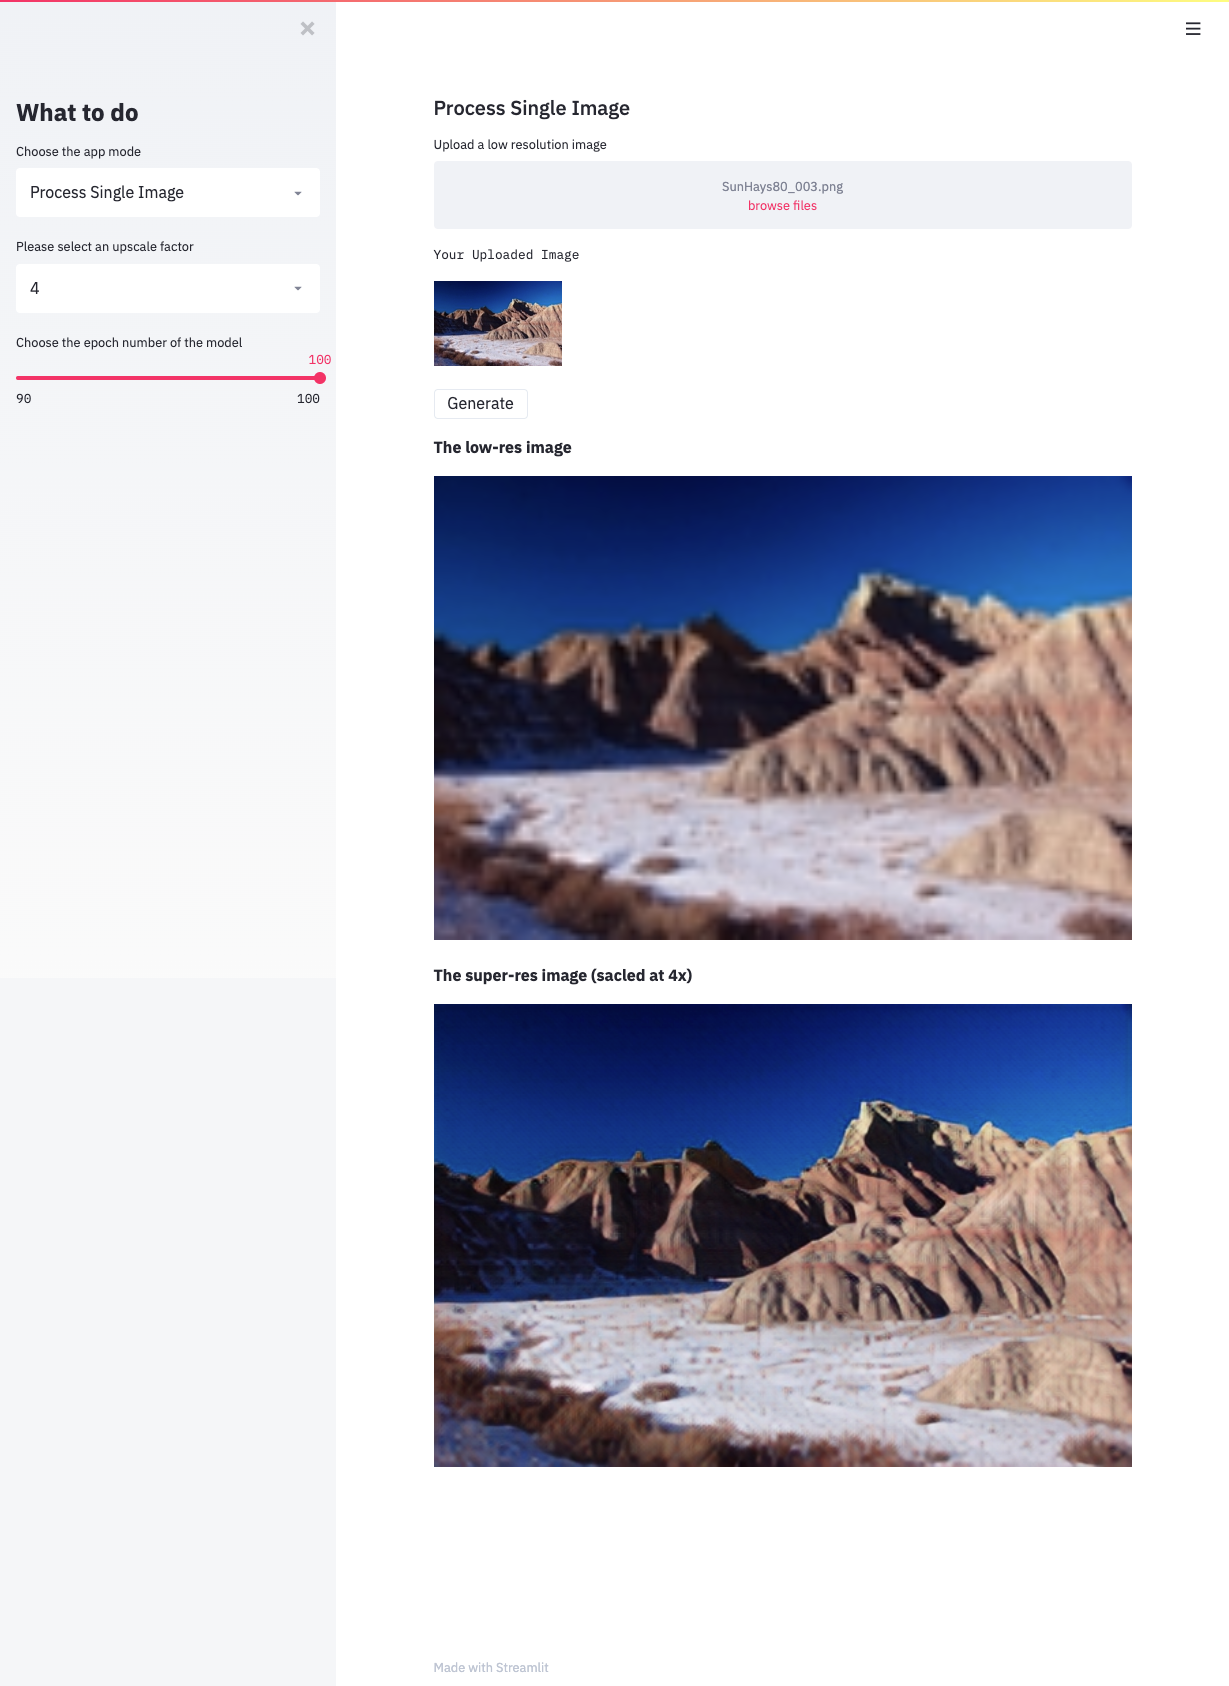 What to do
Choose the app mode
Process Single Image
Please select an upscale factor
4
Choose the epoch number of the model
100
90 100
Process Single Image
Upload a low resolution image
SunHays80_003.png
browse files
Your Uploaded Image
Generate
The low-res image
The super-res image (sacled at 4x)
Made with Streamlit